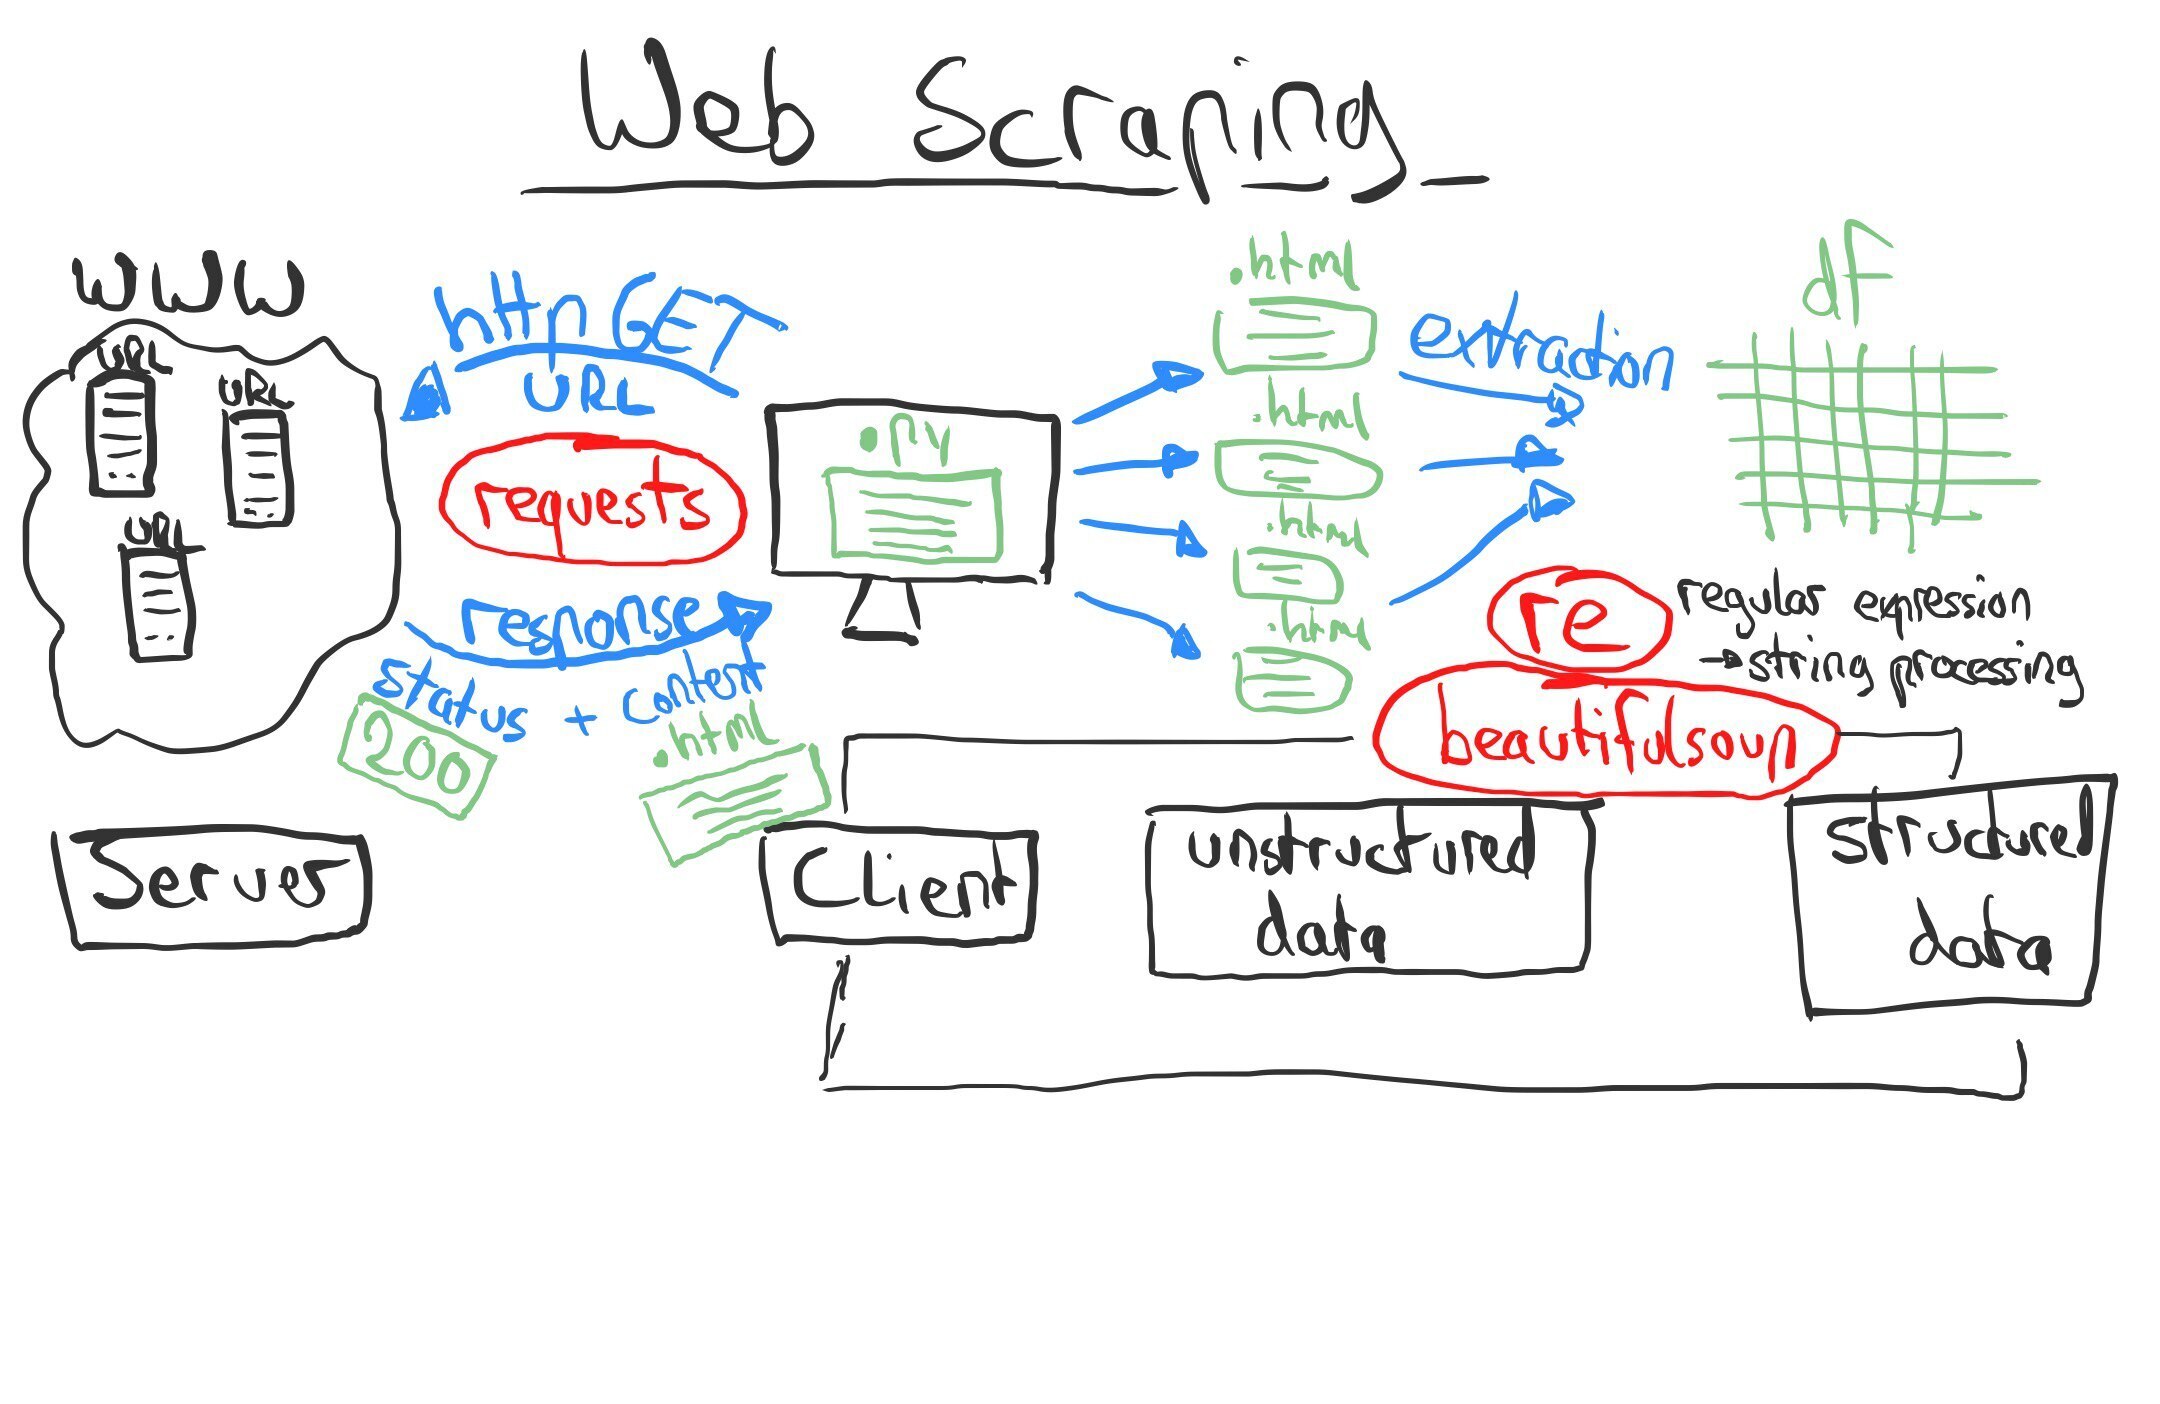 Web Scraping
www
URL
URL
URL
http GET
URL
requests
response
status + content
200
.html
.py
.html
.html
.html
.html
extraction
df
re
regular expression
→ string processing
beautifulsoup
Server
Client
unstructured
data
structured
data